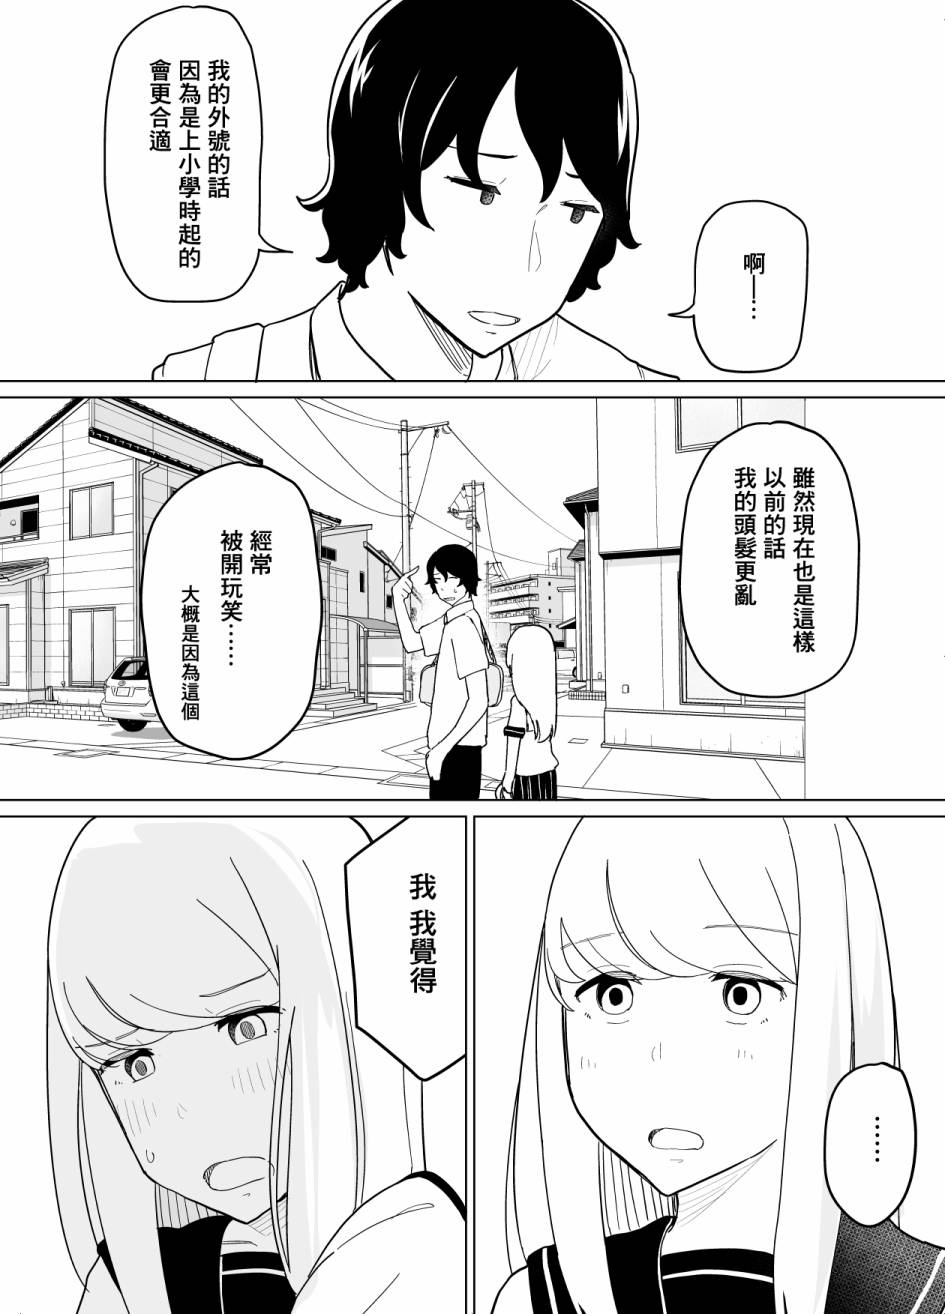 啊——…
我的外號的話
因為是上小學時起的
會更合適
雖然現在也是這樣
以前的話
我的頭髮更亂
經常
被開玩笑……
大概是因為這個
……
我 我覺得